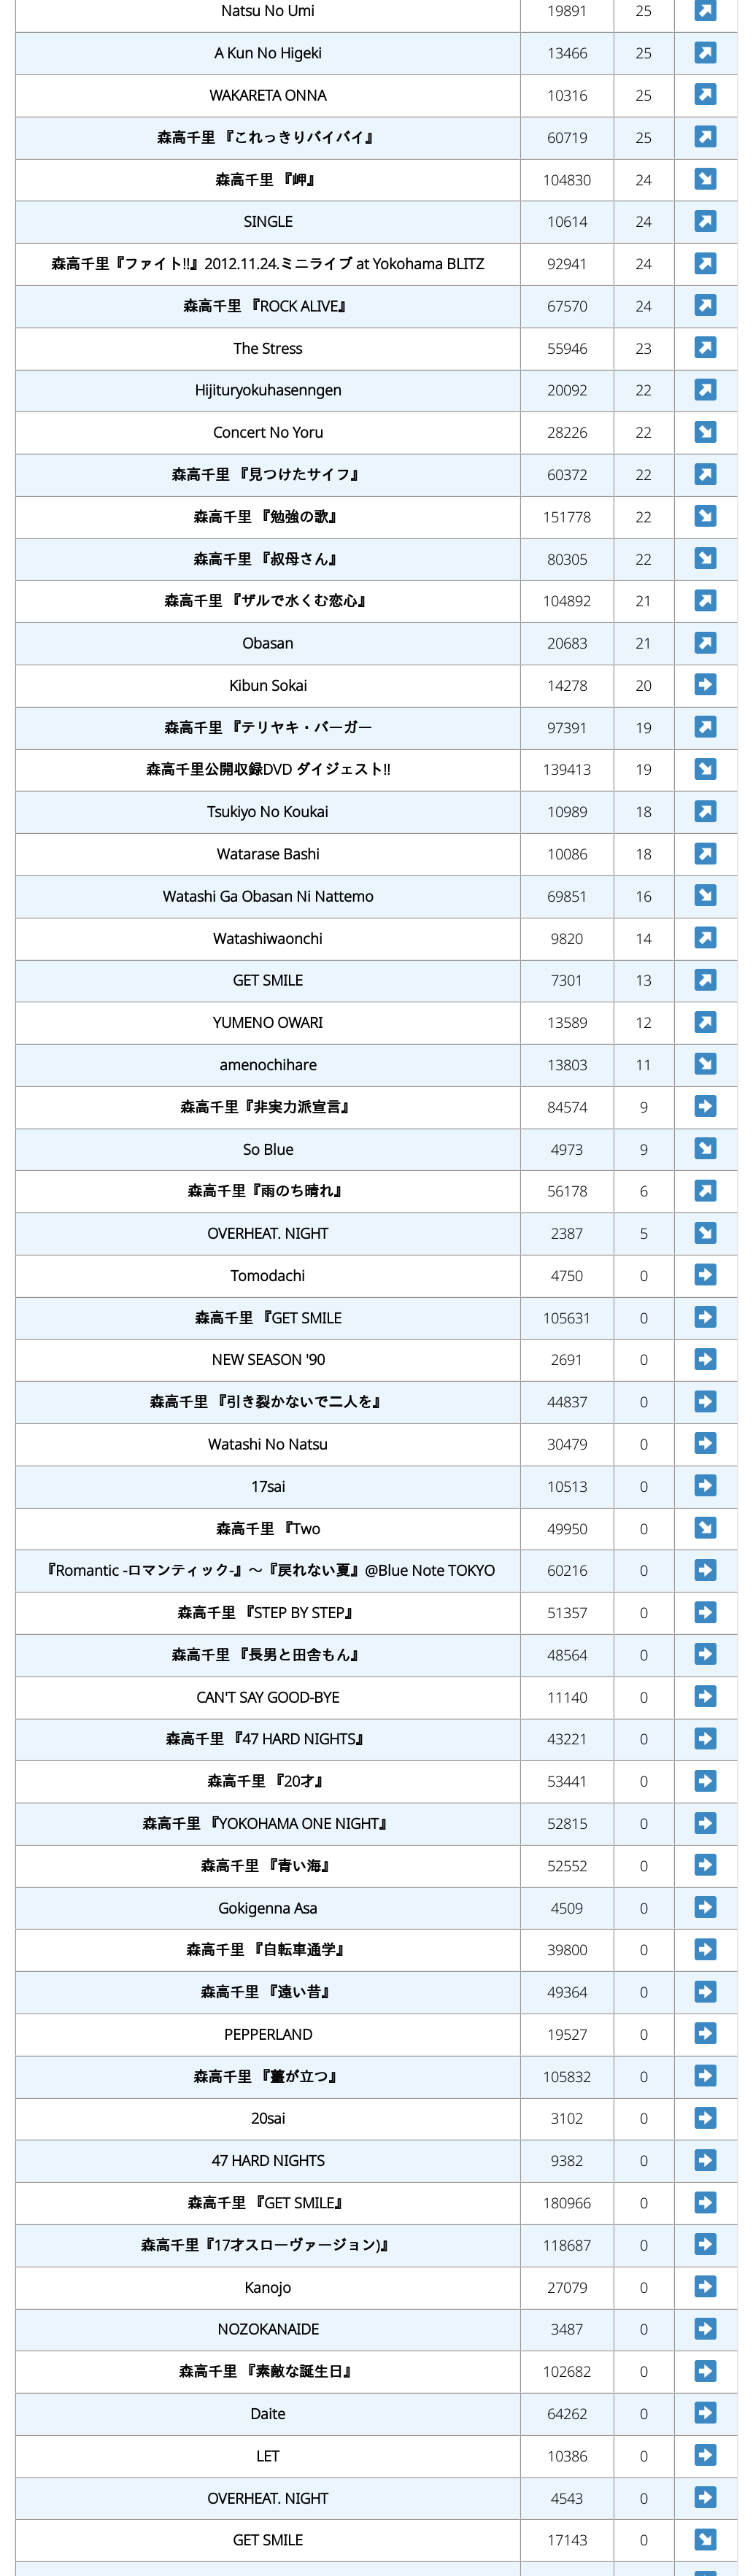 Natsu No Umi 19891 25
A Kun No Higeki 13466 25
WAKARETA ONNA 10316 25
森高千里 『これっきりバイバイ』 60719 25
森高千里 『岬』 104830 24
SINGLE 10614 24
森高千里『ファイト!!』2012.11.24.ミニライブ at Yokohama BLITZ 92941 24
森高千里 『ROCK ALIVE』 67570 24
The Stress 55946 23
Hijituryokuhasenngen 20092 22
Concert No Yoru 28226 22
森高千里 『見つけたサイフ』 60372 22
森高千里 『勉強の歌』 151778 22
森高千里 『叔母さん』 80305 22
森高千里 『ザルで水くむ恋心』 104892 21
Obasan 20683 21
Kibun Sokai 14278 20
森高千里 『テリヤキ・バーガー 97391 19
森高千里公開収録DVD ダイジェスト!! 139413 19
Tsukiyo No Koukai 10989 18
Watarase Bashi 10086 18
Watashi Ga Obasan Ni Nattemo 69851 16
Watashiwaonchi 9820 14
GET SMILE 7301 13
YUMENO OWARI 13589 12
amenochihare 13803 11
森高千里『非実力派宣言』 84574 9
So Blue 4973 9
森高千里『雨のち晴れ』 56178 6
OVERHEAT. NIGHT 2387 5
Tomodachi 4750 0
森高千里 『GET SMILE 105631 0
NEW SEASON '90 2691 0
森高千里 『引き裂かないで二人を』 44837 0
Watashi No Natsu 30479 0
17sai 10513 0
森高千里 『Two 49950 0
『Romantic -ロマンティック-』～『戻れない夏』@Blue Note TOKYO 60216 0
森高千里 『STEP BY STEP』 51357 0
森高千里 『長男と田舎もん』 48564 0
CAN'T SAY GOOD-BYE 11140 0
森高千里 『47 HARD NIGHTS』 43221 0
森高千里 『20才』 53441 0
森高千里 『YOKOHAMA ONE NIGHT』 52815 0
森高千里 『青い海』 52552 0
Gokigenna Asa 4509 0
森高千里 『自転車通学』 39800 0
森高千里 『遠い昔』 49364 0
PEPPERLAND 19527 0
森高千里 『薹が立つ』 105832 0
20sai 3102 0
47 HARD NIGHTS 9382 0
森高千里 『GET SMILE』 180966 0
森高千里『17才スローヴァージョン)』 118687 0
Kanojo 27079 0
NOZOKANAIDE 3487 0
森高千里 『素敵な誕生日』 102682 0
Daite 64262 0
LET 10386 0
OVERHEAT. NIGHT 4543 0
GET SMILE 17143 0